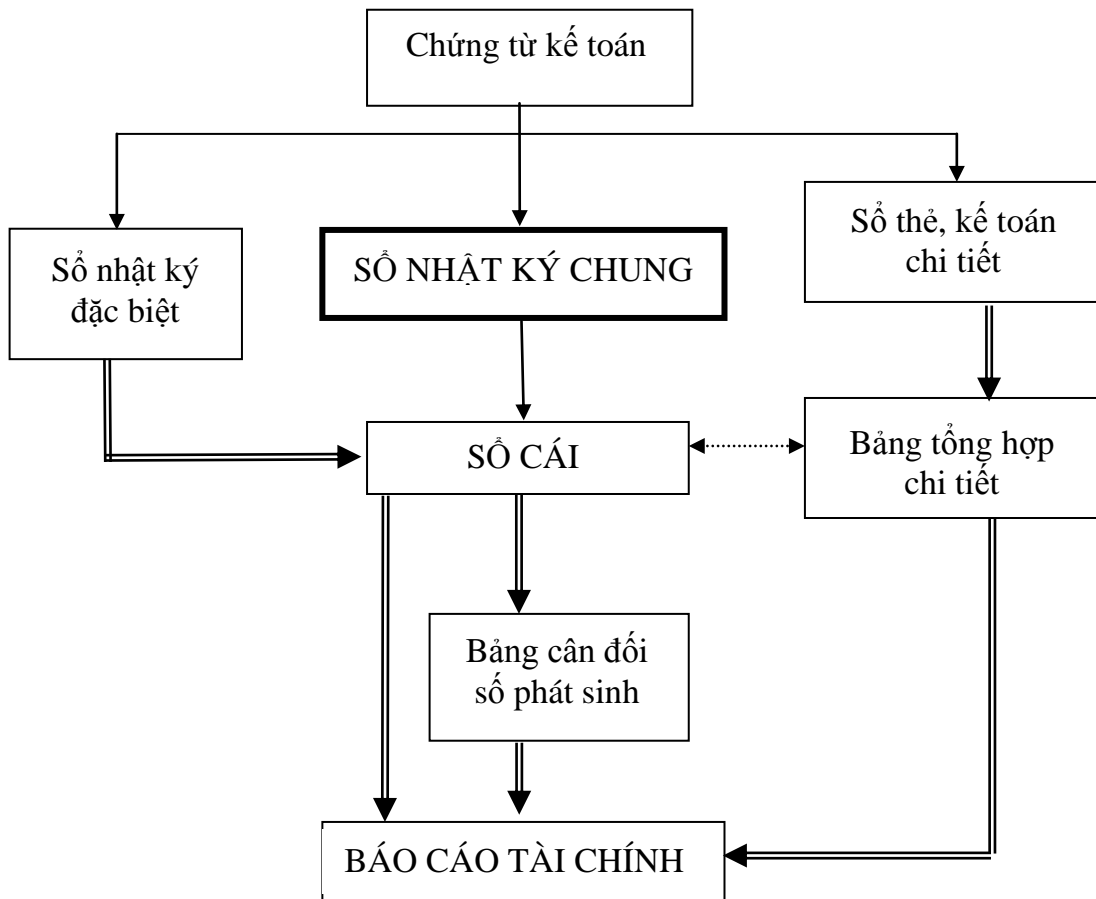 Chứng từ kế toán
Sổ nhật ký
đặc biệt
SỔ NHẬT KÝ CHUNG
Sổ thẻ, kế toán
chi tiết
SỔ CÁI
Bảng tổng hợp
chi tiết
Bảng cân đối
số phát sinh
BÁO CÁO TÀI CHÍNH